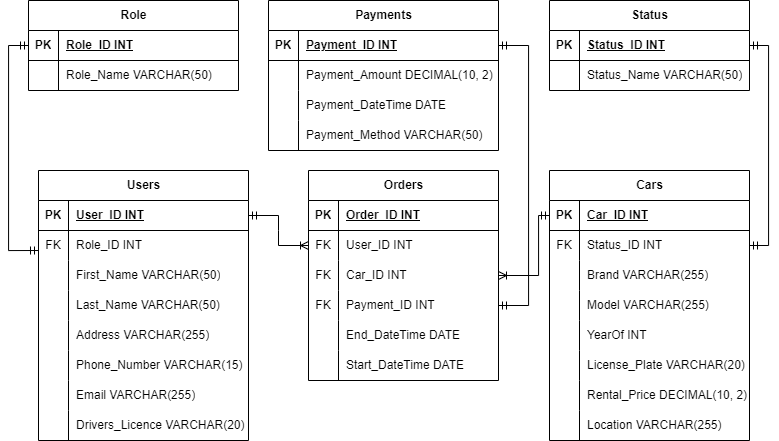 Role
PK Role_ID INT
Role_Name VARCHAR(50)
Payments
PK Payment_ID INT
Payment_Amount DECIMAL(10, 2)
Payment_DateTime DATE
Payment_Method VARCHAR(50)
Status
PK Status_ID INT
Status_Name VARCHAR(50)
Users
PK User_ID INT
FK Role_ID INT
First_Name VARCHAR(50)
Last_Name VARCHAR(50)
Address VARCHAR(255)
Phone_Number VARCHAR(15)
Email VARCHAR(255)
Drivers_Licence VARCHAR(20)
Orders
PK Order_ID INT
FK User_ID INT
FK Car_ID INT
FK Payment_ID INT
End_DateTime DATE
Start_DateTime DATE
Cars
PK Car_ID INT
FK Status_ID INT
Brand VARCHAR(255)
Model VARCHAR(255)
YearOf INT
License_Plate VARCHAR(20)
Rental_Price DECIMAL(10, 2)
Location VARCHAR(255)